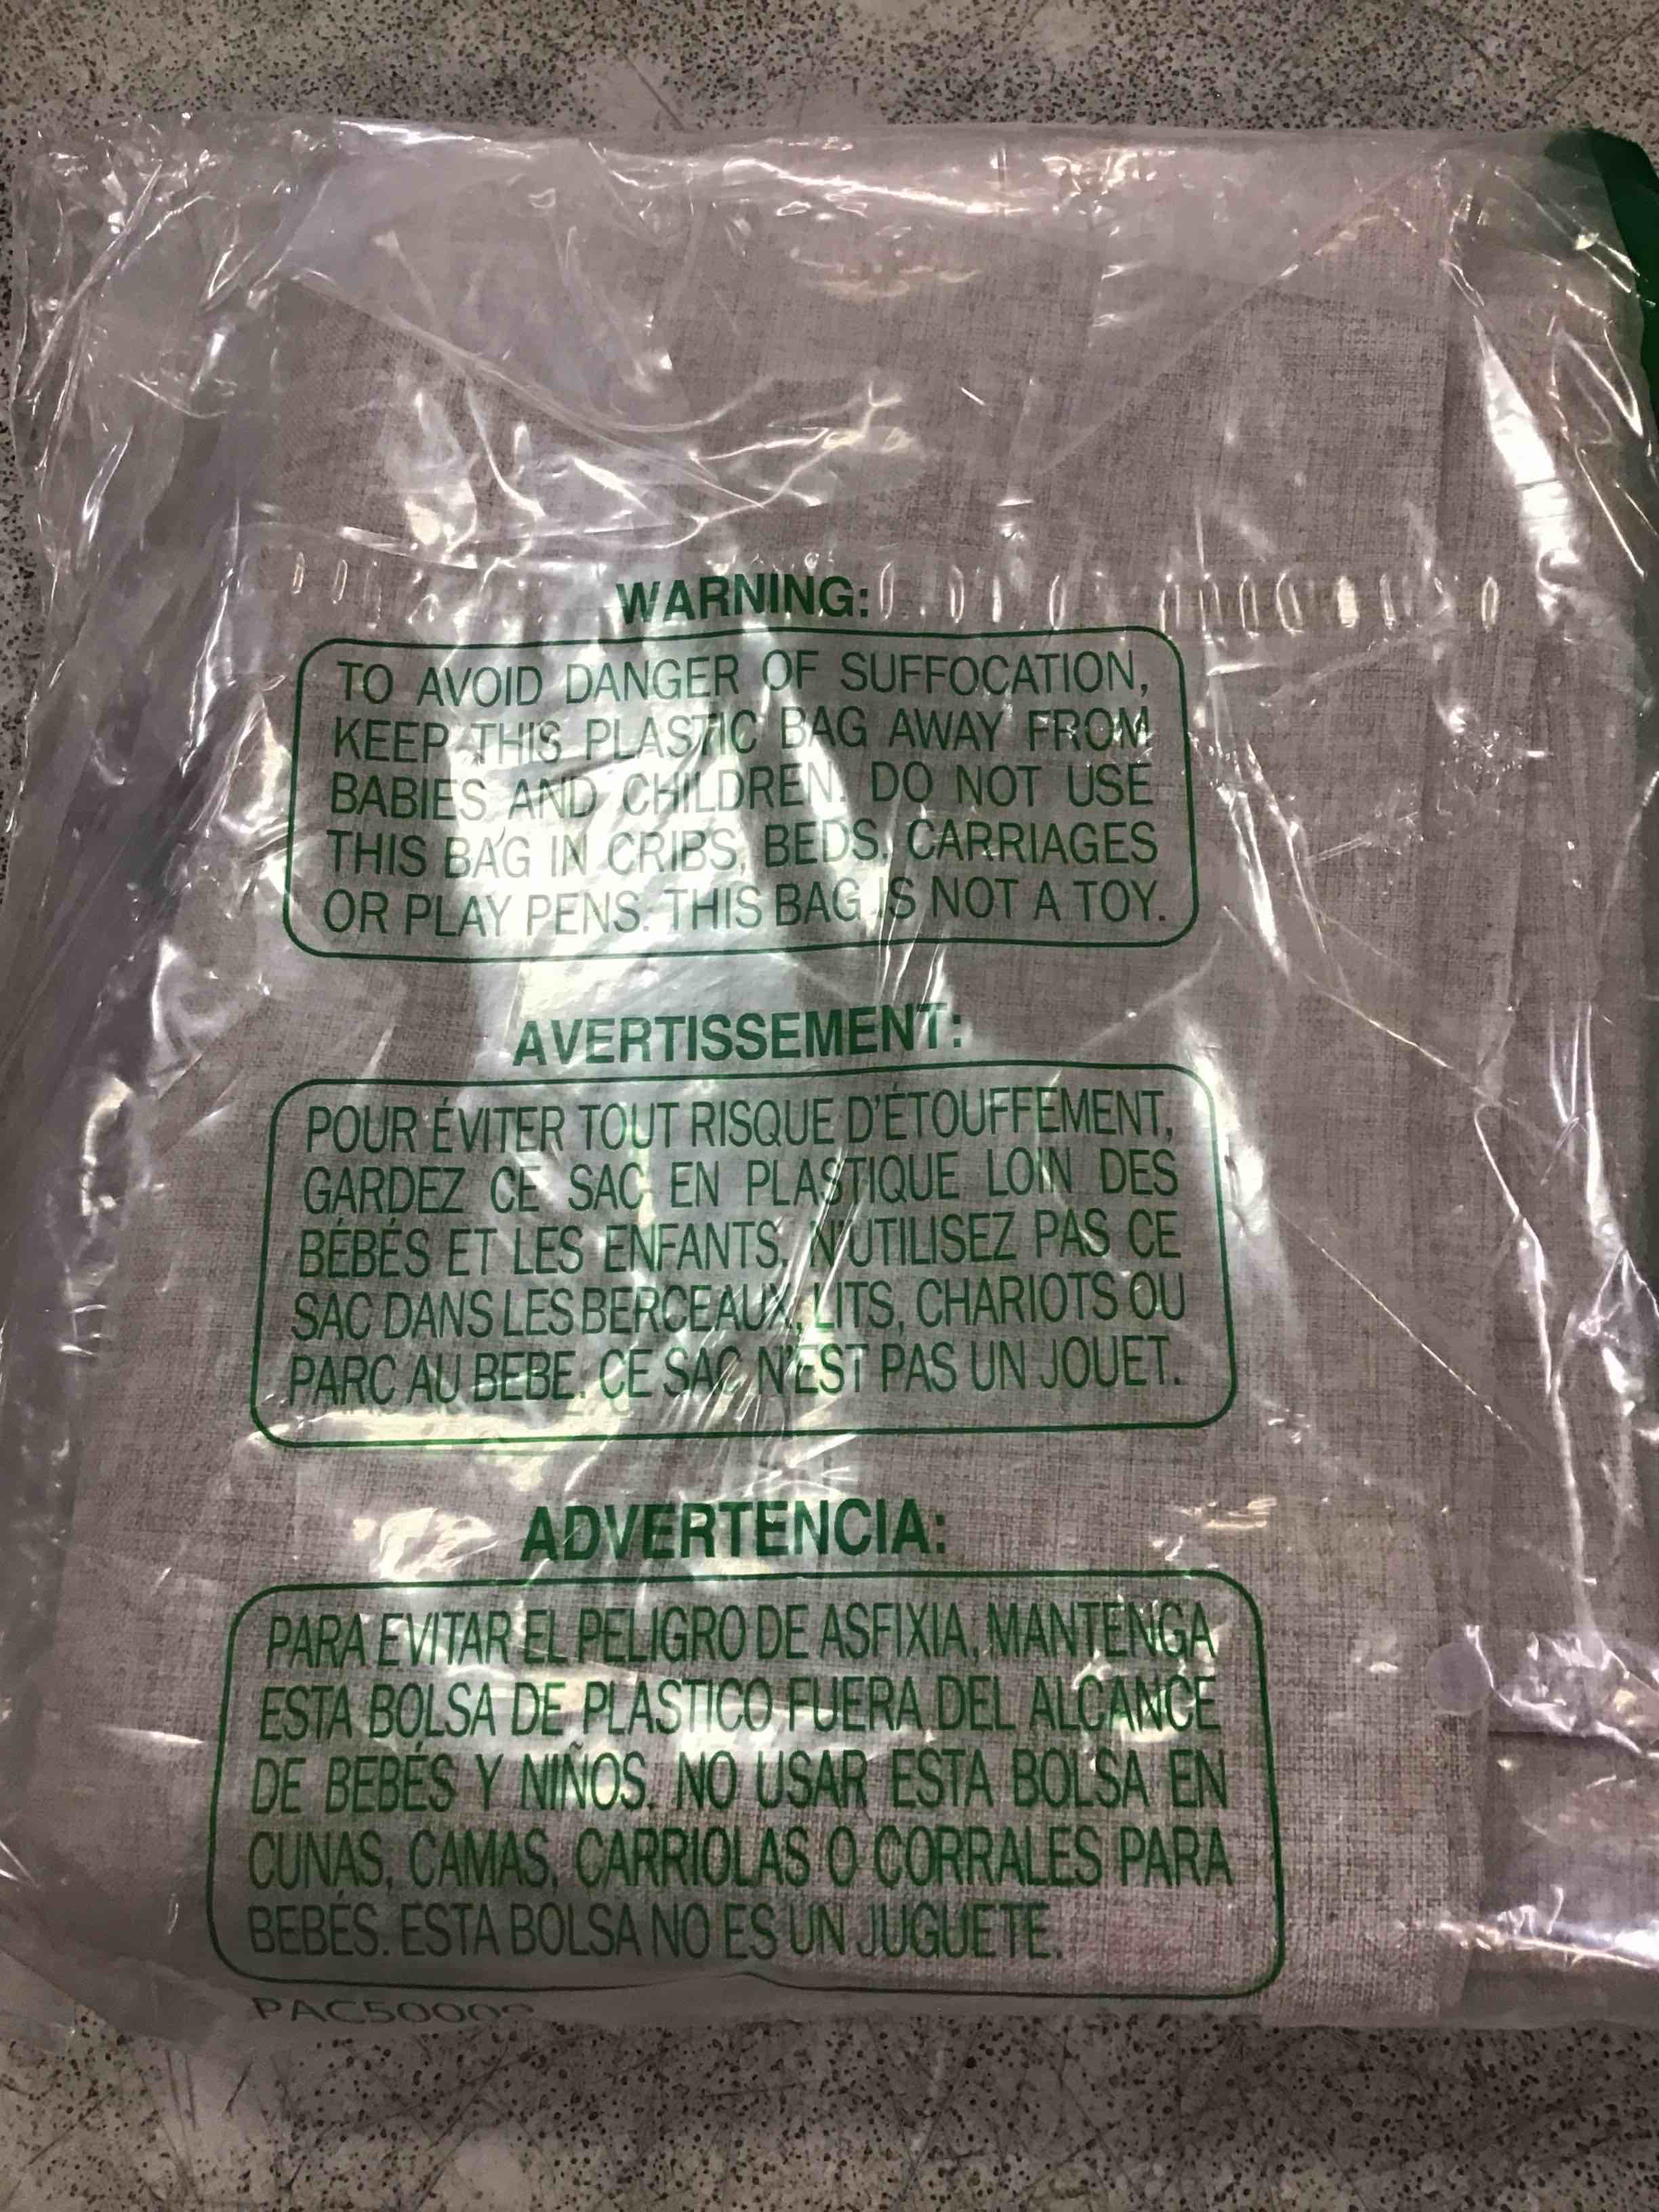 WARNING:
TO AVOID DANGER OF SUFFOCATION,
KEEP THIS PLASTIC BAG AWAY FROM
BABIES AND CHILDREN. DO NOT USE
THIS BAG IN CRIBS, BEDS, CARRIAGES
OR PLAY PENS. THIS BAG IS NOT A TOY.
AVERTISSEMENT:
POUR ÉVITER TOUT RISQUE D'ÉTOUFFEMENT,
GARDEZ CE SAC EN PLASTIQUE LOIN DES
BÉBÉS ET LES ENFANTS, N'UTILISEZ PAS CE
SAC DANS LES BERCEAUX, LITS, CHARIOTS OU
PARC AU BEBE. CE SAC N'EST PAS UN JOUET.
ADVERTENCIA:
PARA EVITAR EL PELIGRO DE ASFIXIA, MANTENGA
ESTA BOLSA DE PLASTICO FUERA DEL ALCANCE
DE BEBÉS Y NIÑOS. NO USAR ESTA BOLSA EN
CUNAS, CAMAS, CARRIOLAS O CORRALES PARA
BEBÉS. ESTA BOLSA NO ES UN JUGUETE.